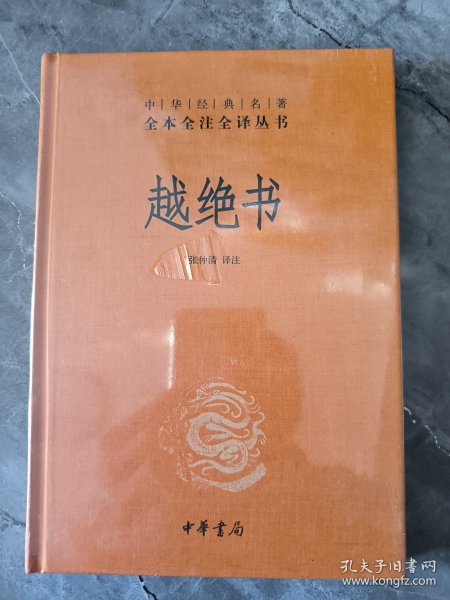 中|华|经|典|名|著
全本全注全译丛书
越绝书
张仲清 译注
中華書局
孔夫子旧书网
www.kongfz.com